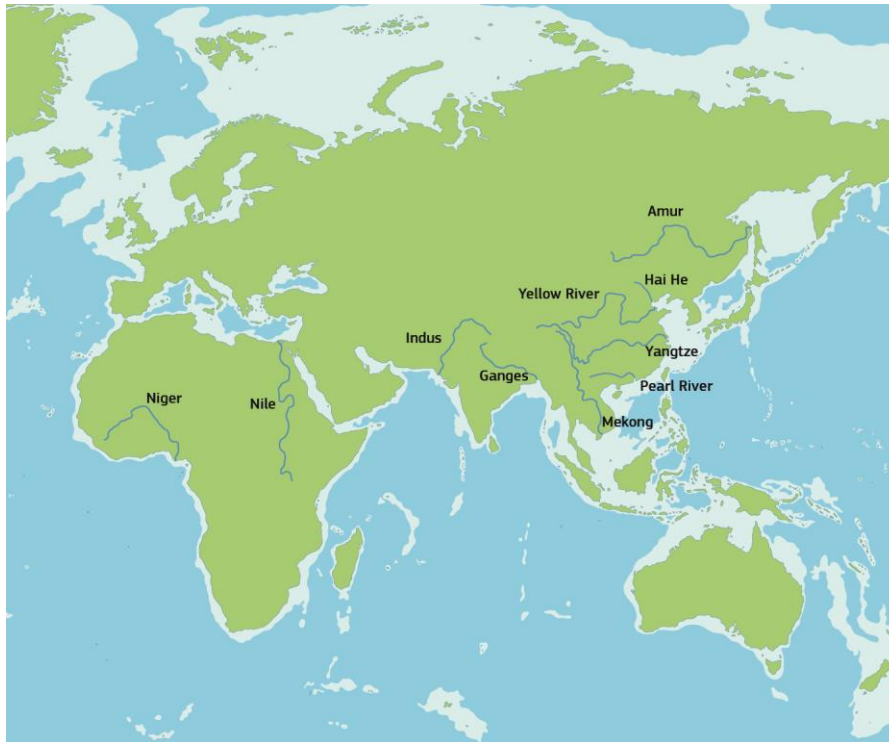 Amur
Hai He
Yellow River
Indus
Yangtze
Ganges
Pearl River
Niger
Nile
Mekong